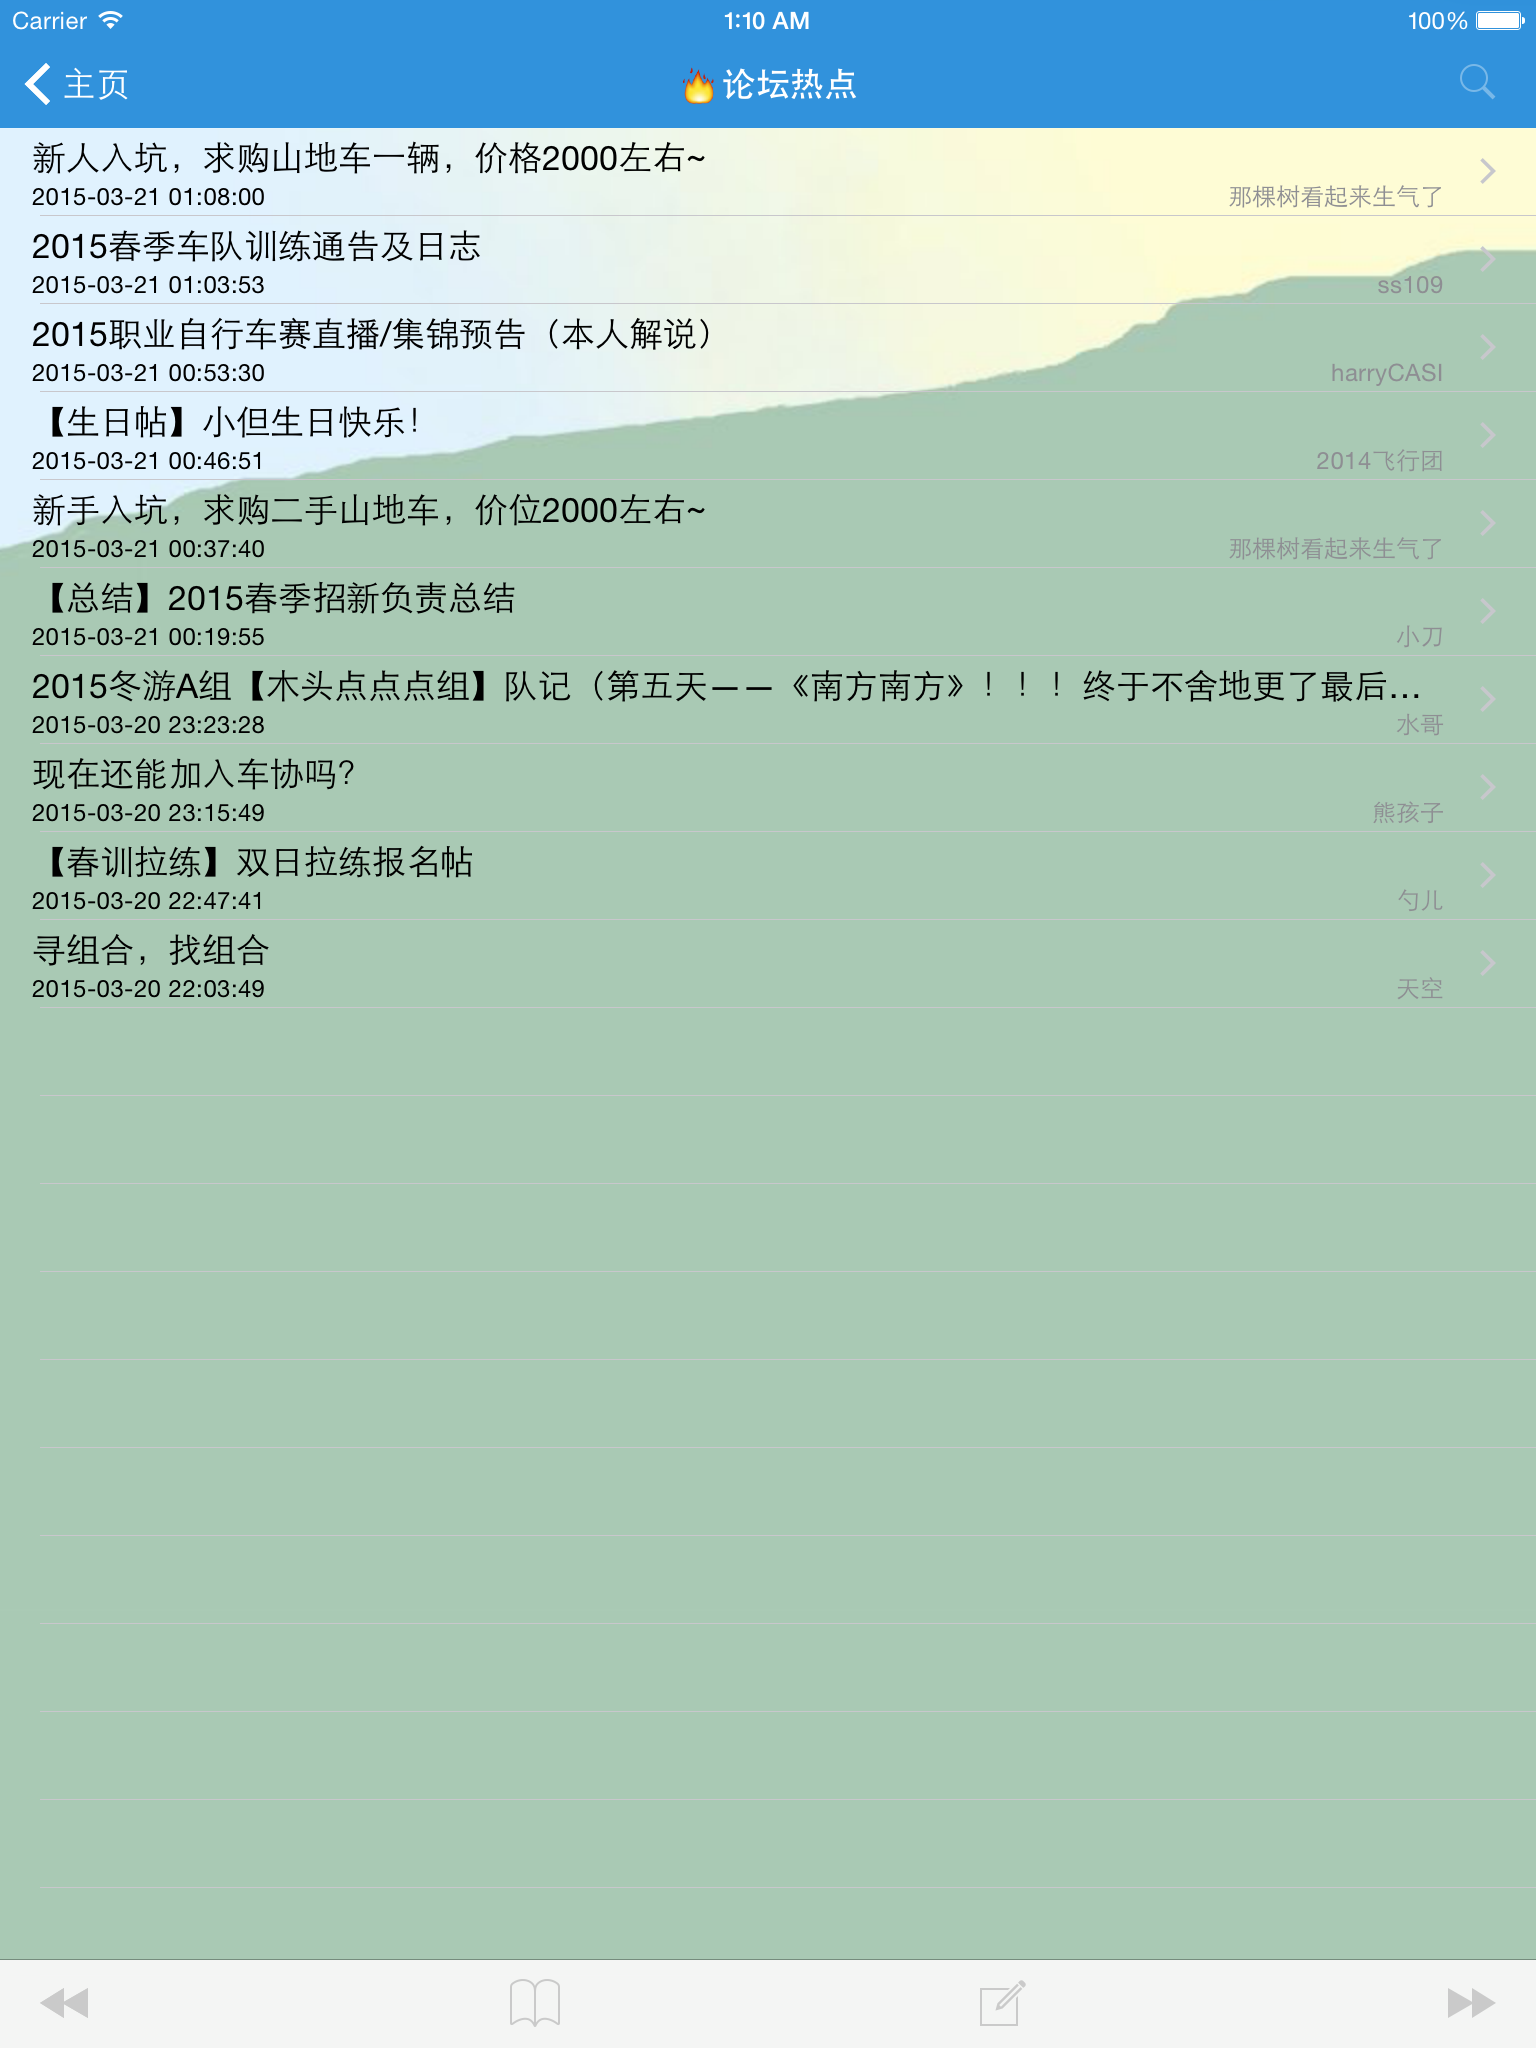 Carrier 1:10 AM 100%
主页 🔥论坛热点
新人入坑，求购山地车一辆，价格2000左右~
2015-03-21 01:08:00 那棵树看起来生气了
2015春季车队训练通告及日志
2015-03-21 01:03:53 ss109
2015职业自行车赛直播/集锦预告（本人解说）
2015-03-21 00:53:30 harryCASI
【生日帖】小但生日快乐！
2015-03-21 00:46:51 2014飞行团
新手入坑，求购二手山地车，价位2000左右~
2015-03-21 00:37:40 那棵树看起来生气了
【总结】2015春季招新负责总结
2015-03-21 00:19:55 小刀
2015冬游A组【木头点点点组】队记（第五天——《南方南方》！！！终于不舍地更了最后...
2015-03-20 23:23:28 水哥
现在还能加入车协吗？
2015-03-20 23:15:49 熊孩子
【春训拉练】双日拉练报名帖
2015-03-20 22:47:41 勺儿
寻组合，找组合
2015-03-20 22:03:49 天空